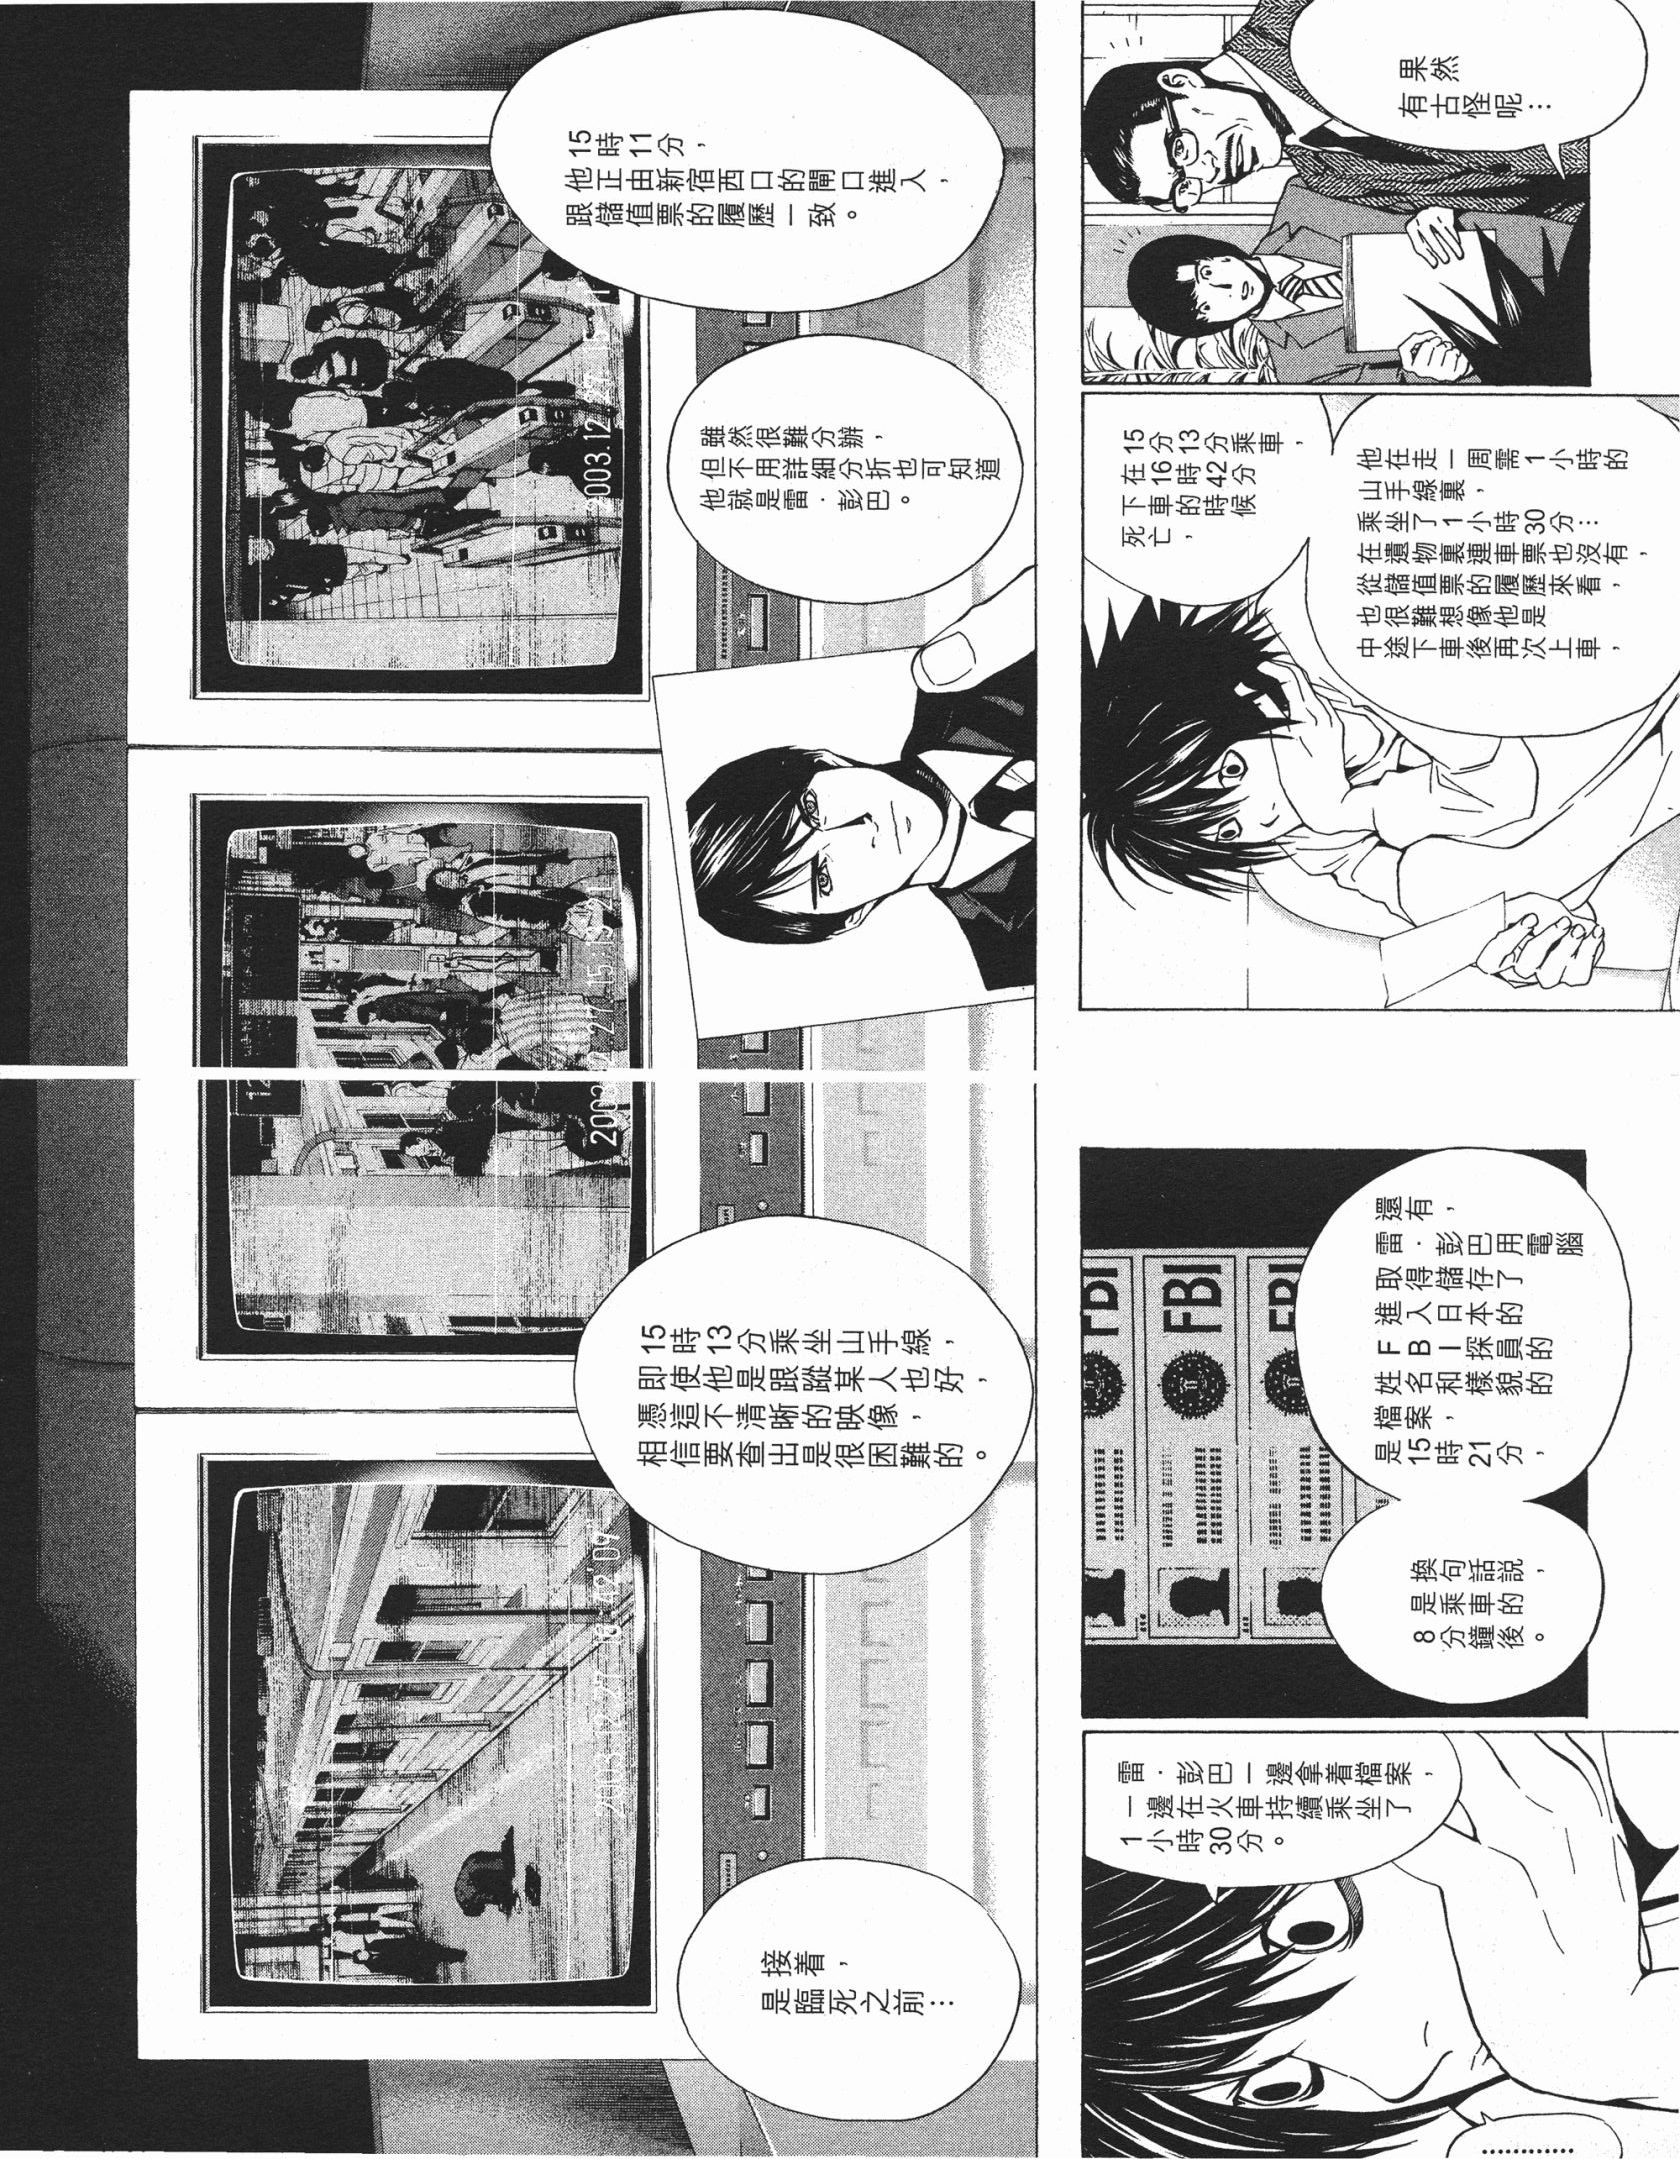 15時11分，
他正由新宿西口的閘口進入，
跟儲值票的履歷一致。
雖然很難分辦，
但不用詳細分折也可知道
他就是雷．彭巴。
15時13分乘坐山手線，
即使他是跟蹤某人也好，
憑這不清晰的映像，
相信要查出是很困難的。
接着，
是臨死之前…
果然
有古怪呢…
15分13分乘車，
在16時42分
下車的時候
死亡，
他在走一周需1小時的
山手線裏，
乘坐了1小時30分…
在遺物裏連車票也沒有，
從儲值票的履歷來看，
也很難想像他是
中途下車後再次上車，
FBI
FBI
FBI
還有，
雷．彭巴用電腦
取得儲存了
進入日本的
FBI探員的
姓名和樣貌的
檔案，
是15時21分，
換句話說，
是乘車的
8分鐘後。
雷．彭巴一邊拿着檔案，
一邊在火車持續乘坐了
1小時30分。
…………